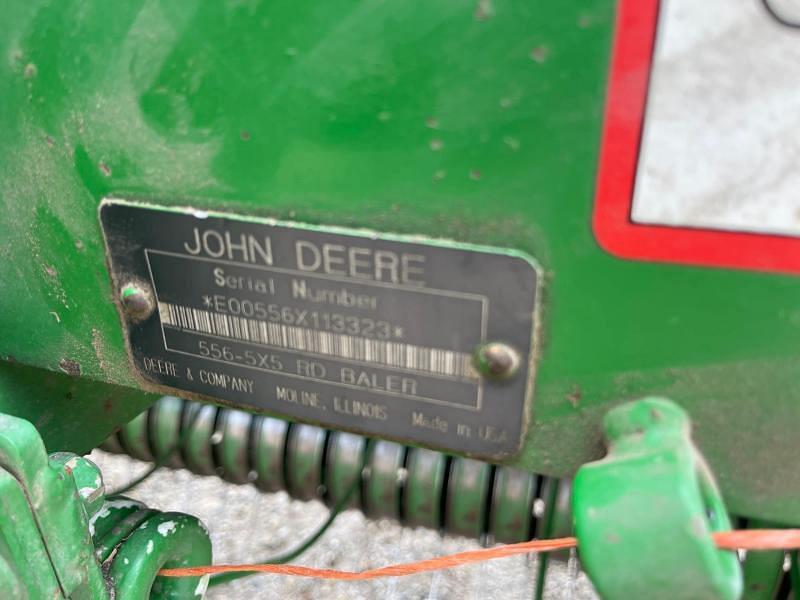 JOHN DEERE
Serial Number
*E00556X113323*
556-5X5 RD BALER
DEERE & COMPANY MOLINE, ILLINOIS Made in USA